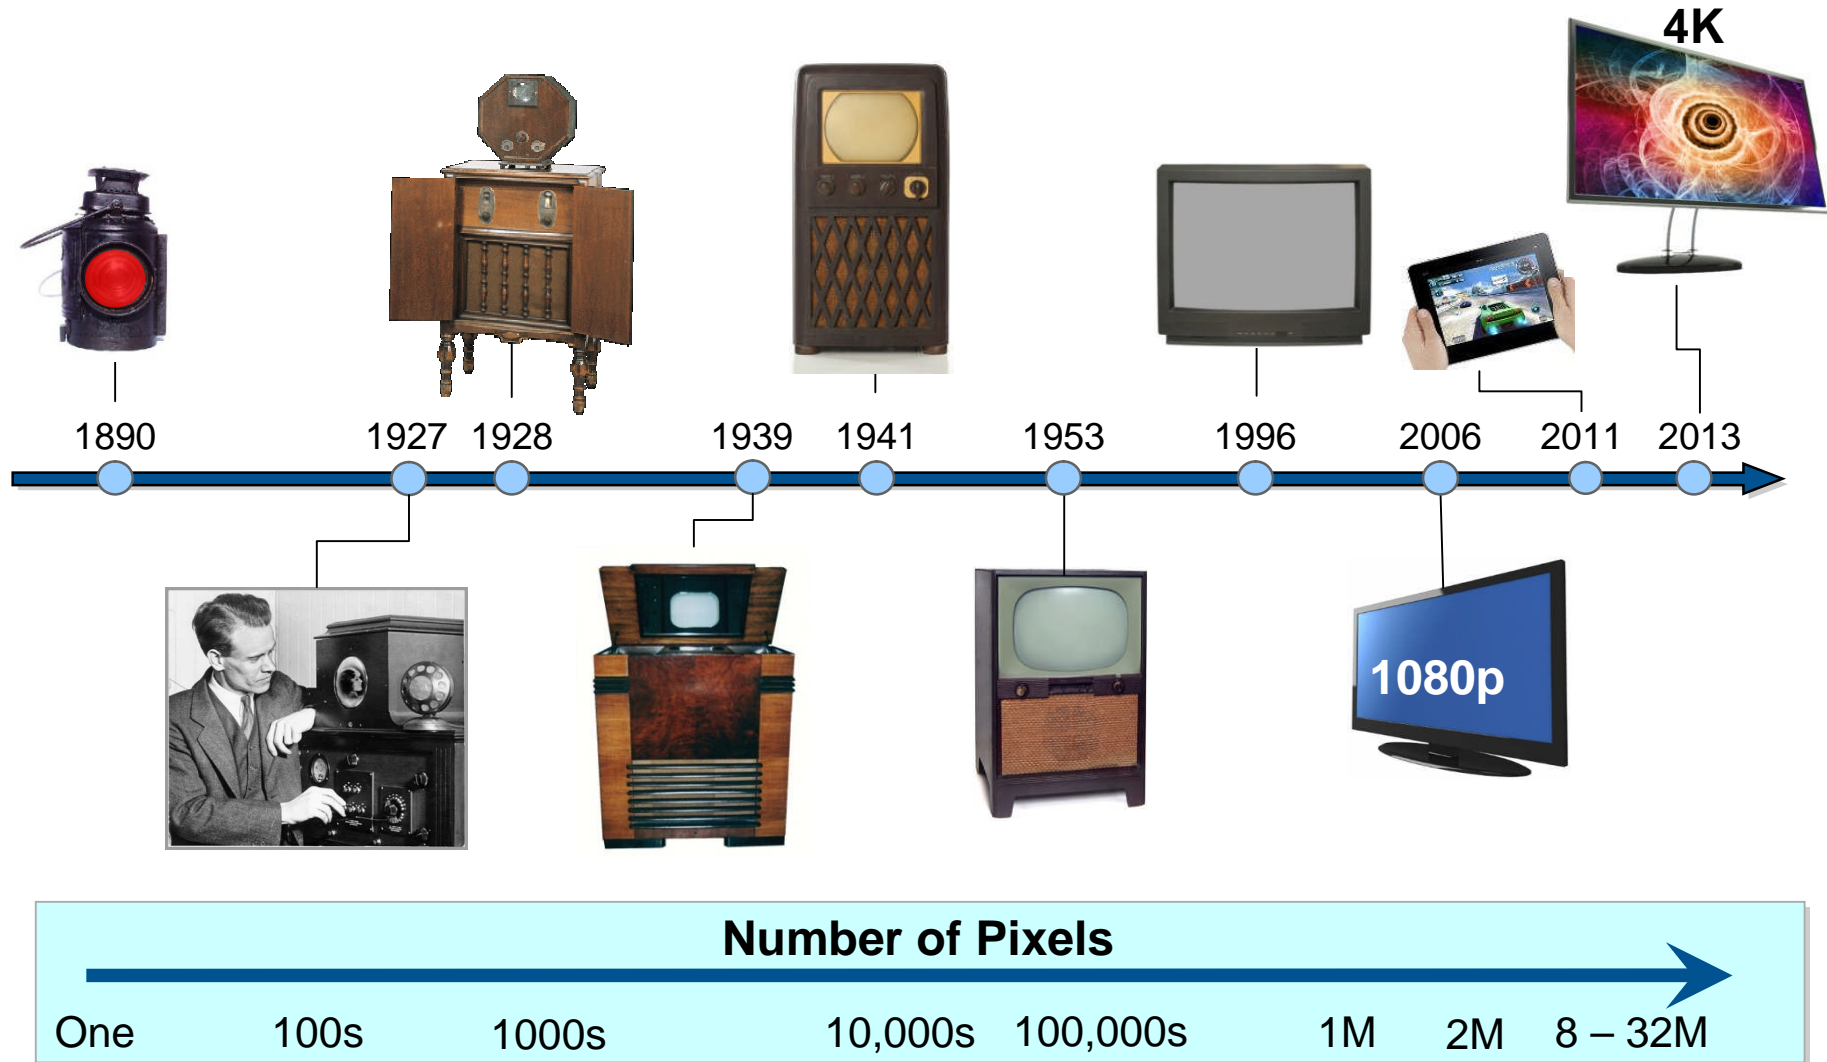 4K
1890 1927 1928 1939 1941 1953 1996 2006 2011 2013
1080p
Number of Pixels
One 100s 1000s 10,000s 100,000s 1M 2M 8 – 32M